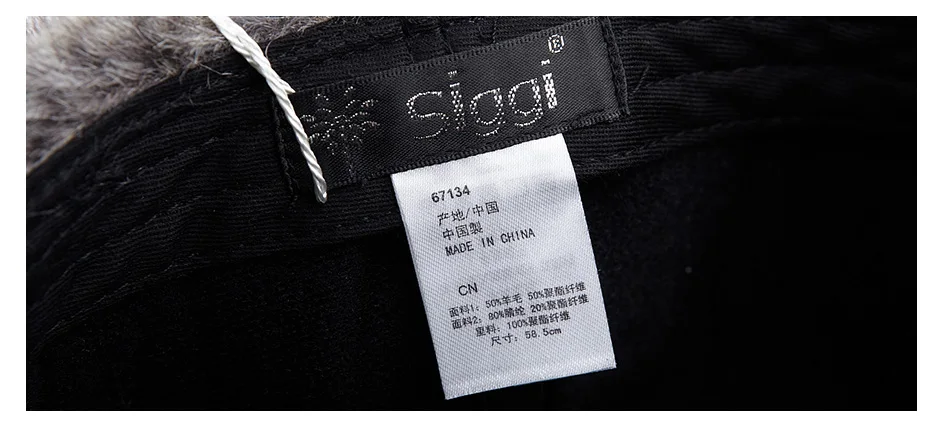 Siggi®
67134
产地/中国
中国製
MADE IN CHINA
CN
面料1: 50%羊毛 50%聚酯纤维
面料2: 80%腈纶 20%聚酯纤维
里料: 100%聚酯纤维
尺寸: 58.5cm